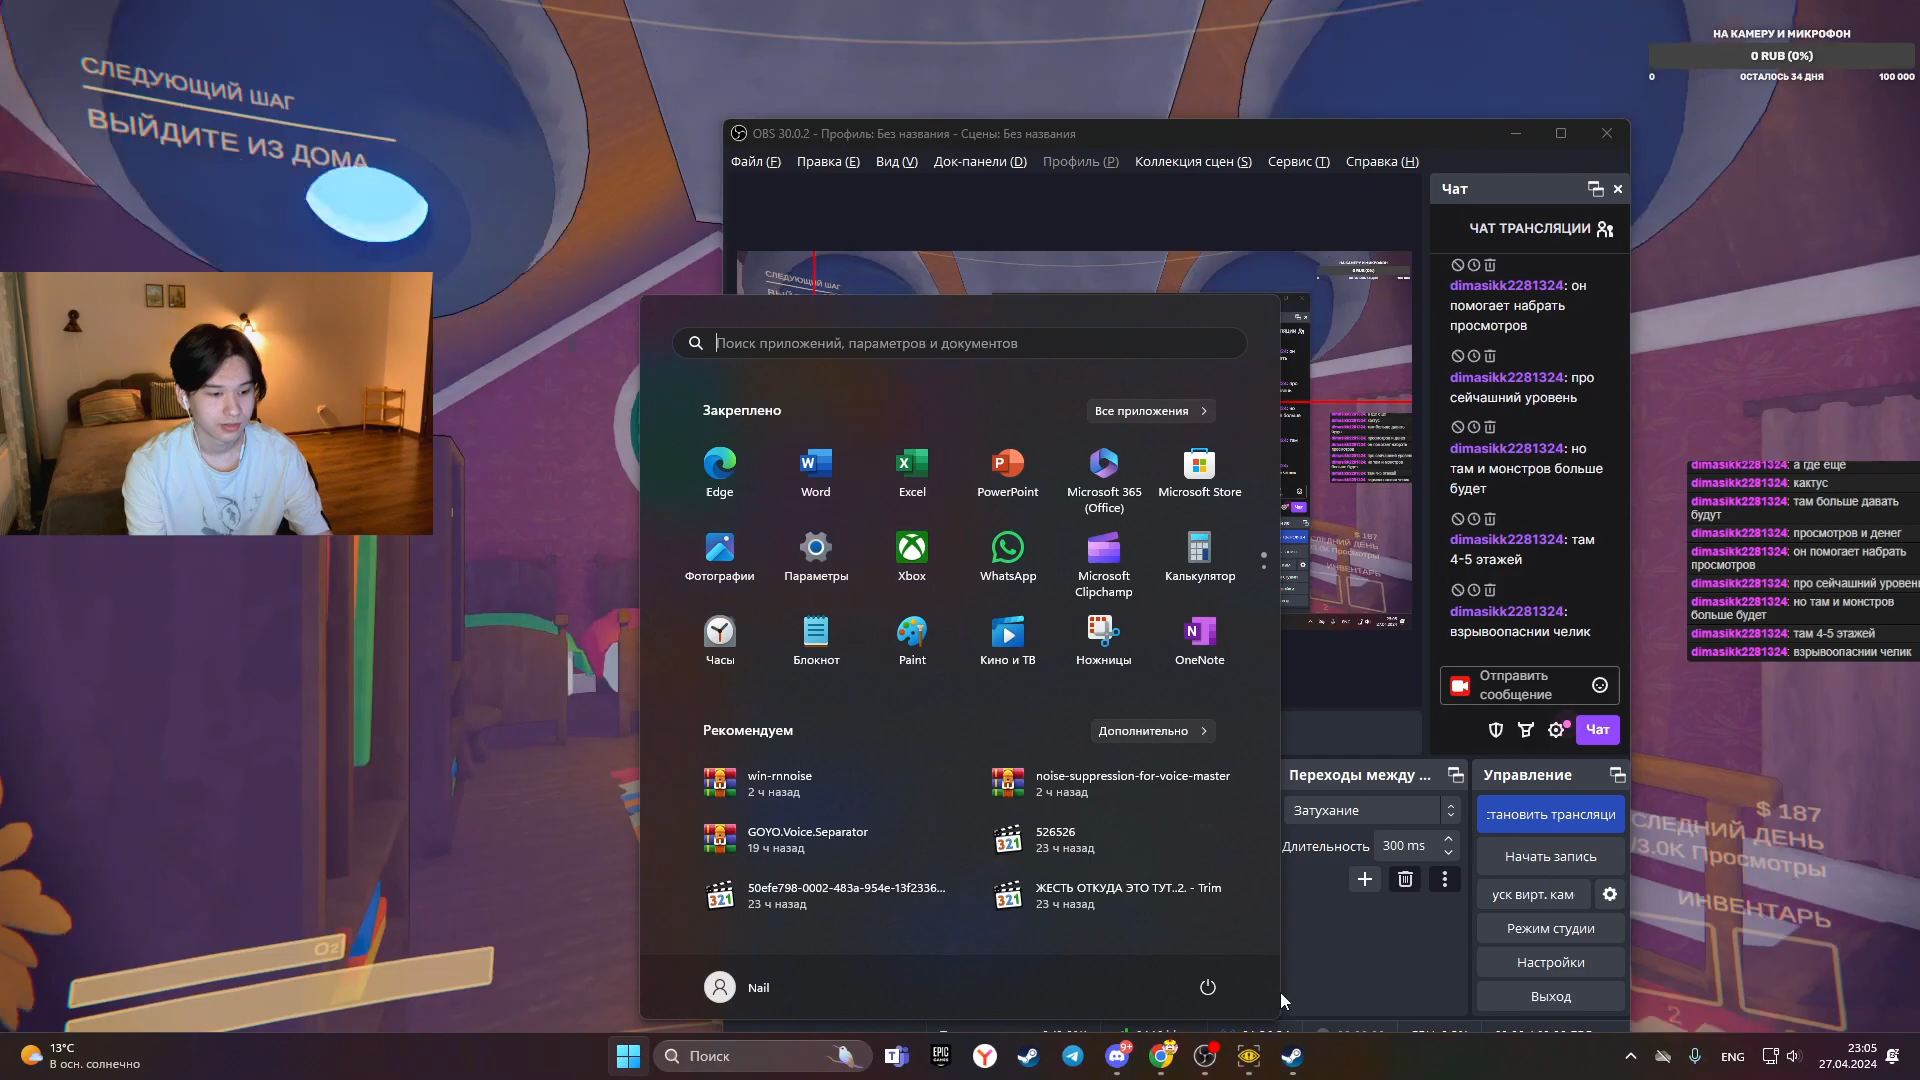 СЛЕДУЮЩИЙ ШАГ
ВЫЙДИТЕ ИЗ ДОМА
НА КАМЕРУ И МИКРОФОН
0 RUB (0%)
0 ОСТАЛОСЬ 34 ДНЯ 100 000
OBS 30.0.2 - Профиль: Без названия - Сцены: Без названия
Файл (F) Правка (E) Вид (V) Док-панели (D) Профиль (P) Коллекция сцен (S) Сервис (T) Справка (H)
Чат
ЧАТ ТРАНСЛЯЦИИ
dimasikk2281324: он
помогает набрать
просмотров
dimasikk2281324: про
сейчашний уровень
dimasikk2281324: но
там и монстров больше
будет
dimasikk2281324: там
4-5 этажей
dimasikk2281324:
взрывоопаснии челик
Отправить
сообщение
Чат
Поиск приложений, параметров и документов
Закреплено
Все приложения
Edge
Word
Excel
PowerPoint
Microsoft 365
(Office)
Microsoft Store
Фотографии
Параметры
Xbox
WhatsApp
Microsoft
Clipchamp
Калькулятор
Часы
Блокнот
Paint
Кино и ТВ
Ножницы
OneNote
Рекомендуем
Дополнительно
win-rnnoise
2 ч назад
noise-suppression-for-voice-master
2 ч назад
GOYO.Voice.Separator
19 ч назад
526526
23 ч назад
50efe798-0002-483a-954e-13f2336...
23 ч назад
ЖЕСТЬ ОТКУДА ЭТО ТУТ..2. - Trim
23 ч назад
Nail
dimasikk2281324: а где еще
dimasikk2281324: кактус
dimasikk2281324: там больше давать
будут
dimasikk2281324: просмотров и денег
dimasikk2281324: он помогает набрать
просмотров
dimasikk2281324: про сейчашний уровень
dimasikk2281324: но там и монстров
больше будет
dimasikk2281324: там 4-5 этажей
dimasikk2281324: взрывоопаснии челик
Переходы между ...
Затухание
Длительность 300 ms
Управление
становить трансляци
Начать запись
уск вирт. кам
Режим студии
Настройки
Выход
$ 187
СЛЕДНИЙ ДЕНЬ
/3.0K Просмотры
ИНВЕНТАРЬ
2
O2
13°C
В осн. солнечно
Поиск
9+
ENG
23:05
27.04.2024